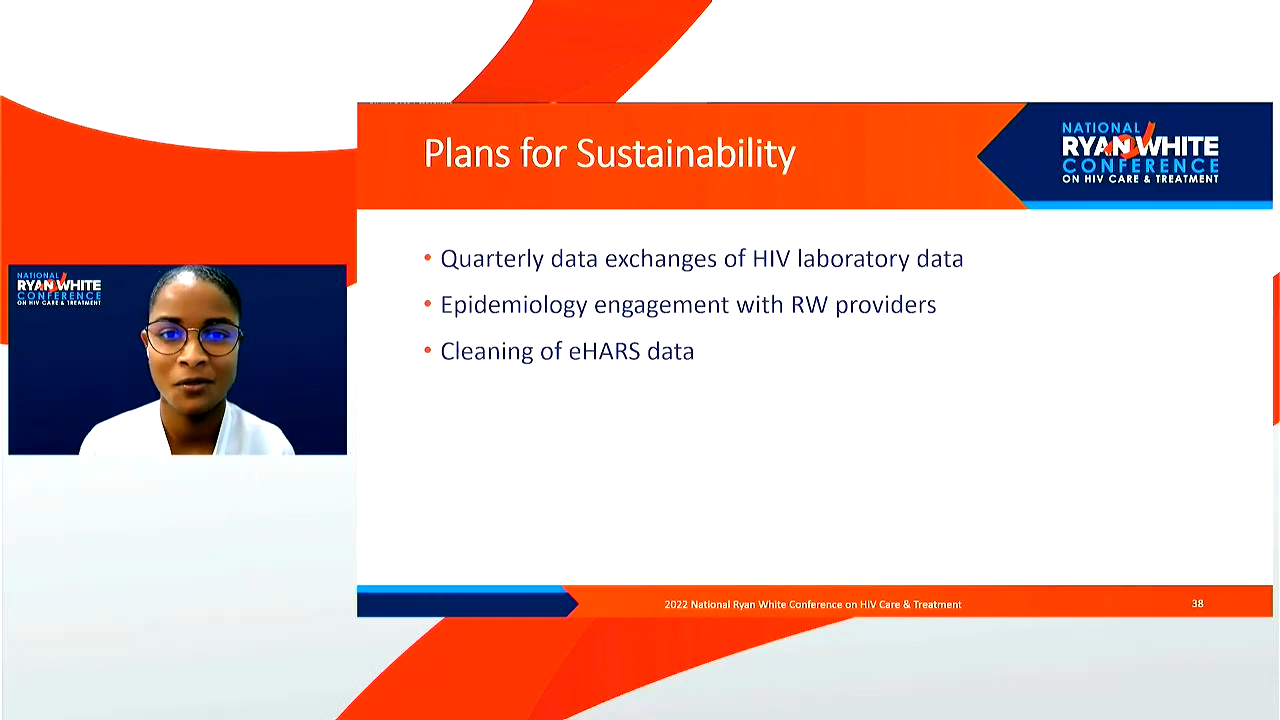 Plans for Sustainability
NATIONAL
RYAN WHITE
CONFERENCE
ON HIV CARE & TREATMENT
• Quarterly data exchanges of HIV laboratory data
• Epidemiology engagement with RW providers
• Cleaning of eHARS data
NATIONAL
RYAN WHITE
CONFERENCE
ON HIV CARE & TREATMENT
2022 National Ryan White Conference on HIV Care & Treatment
38